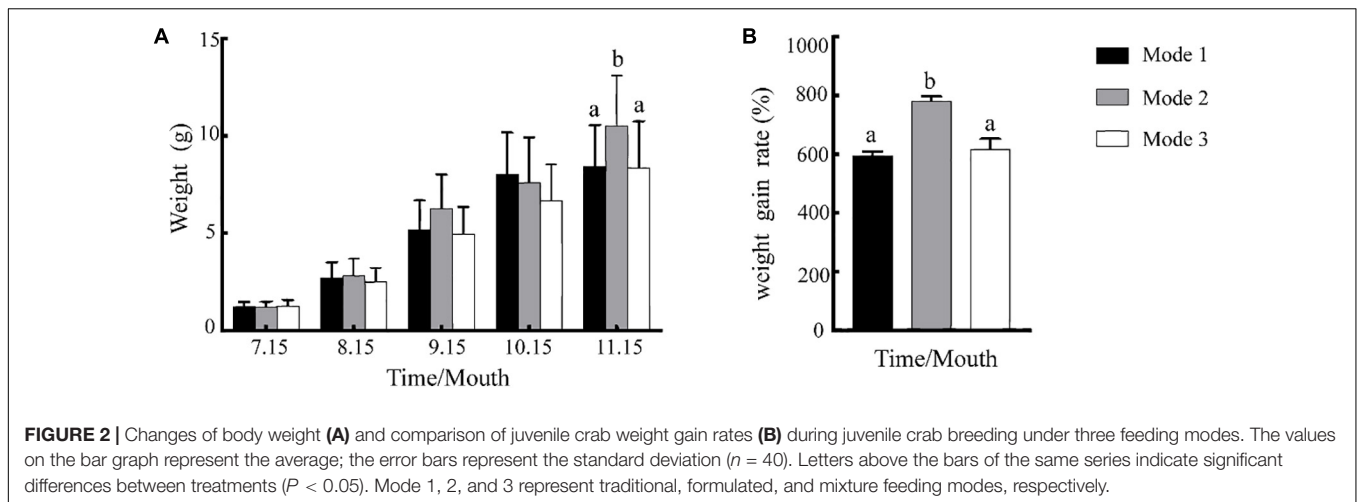 A
15
10
5
0
Weight (g)
a
b
a
7.15 8.15 9.15 10.15 11.15
Time/Mouth
B
1000
800
600
400
200
0
weight gain rate (%)
a
b
a
Time/Mouth
Mode 1
Mode 2
Mode 3
FIGURE 2 | Changes of body weight (A) and comparison of juvenile crab weight gain rates (B) during juvenile crab breeding under three feeding modes. The values
on the bar graph represent the average; the error bars represent the standard deviation (n = 40). Letters above the bars of the same series indicate significant
differences between treatments (P < 0.05). Mode 1, 2, and 3 represent traditional, formulated, and mixture feeding modes, respectively.